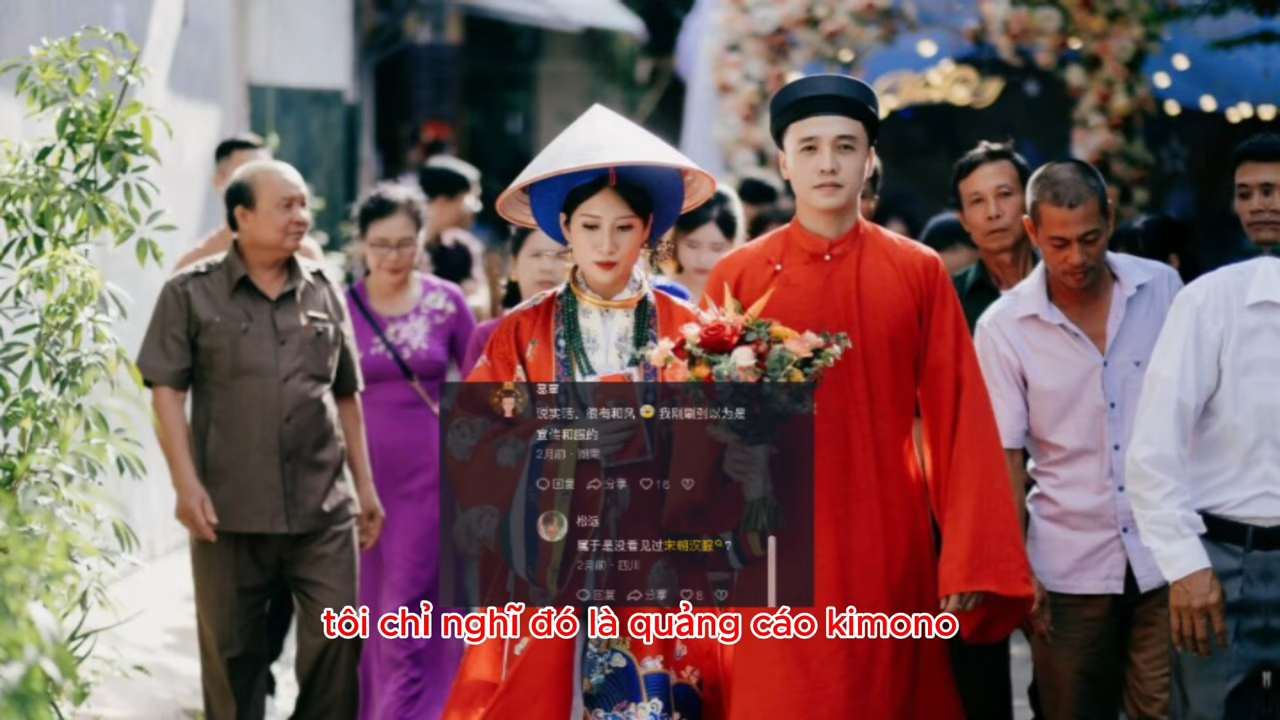 说实话，很有和风 😳 我刚刷到以为是
宣传和服的
2月前 · 湖南
回复 分享 16
松远
属于是没看见过宋朝汉服？
2月前 · 四川
回复 分享 8
tôi chỉ nghĩ đó là quảng cáo kimono